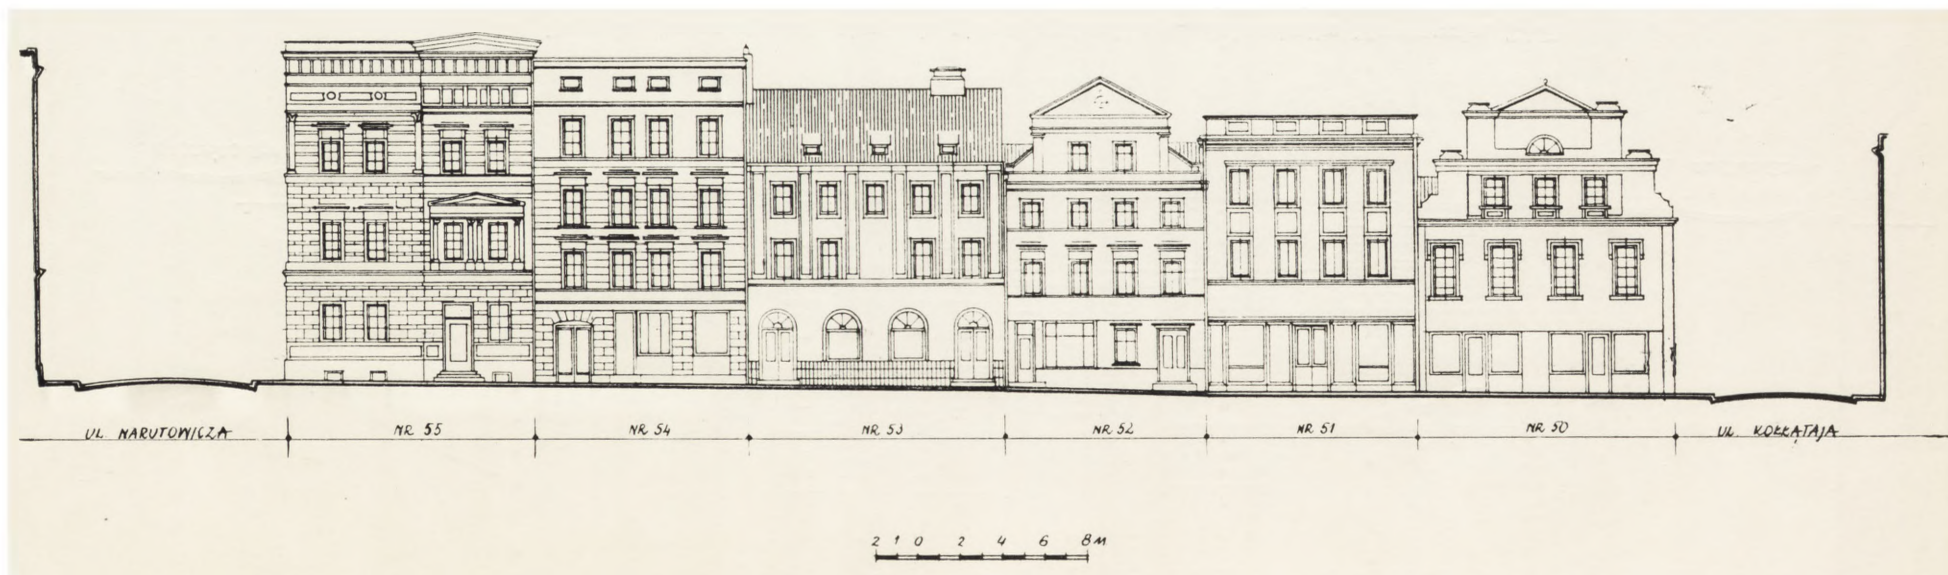 UL. NARUTOWICZA NR 55 NR 54 NR 53 NR 52 NR 51 NR 50 UL. KOŁŁĄTAJA
2 1 0 2 4 6 8 M